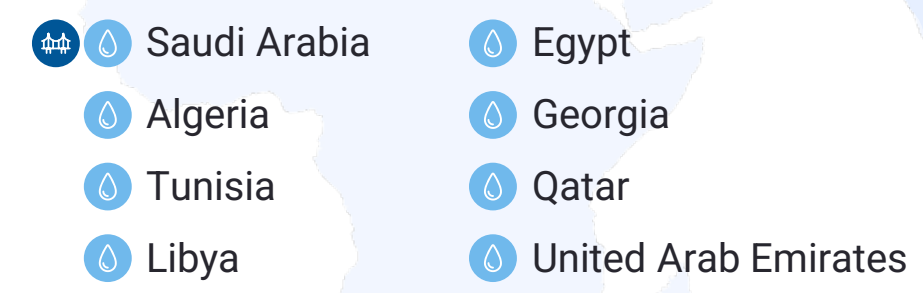 Saudi Arabia
Algeria
Tunisia
Libya
Egypt
Georgia
Qatar
United Arab Emirates